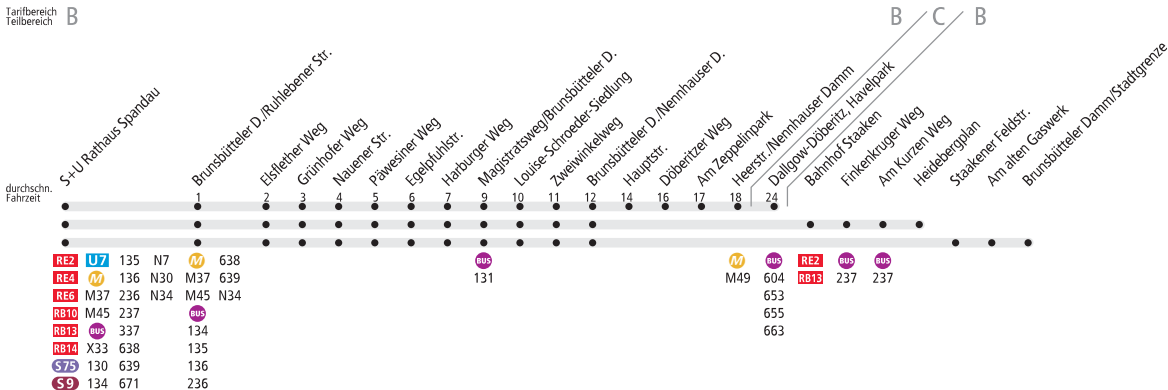 Tarifbereich
Teilbereich
B
B
C
B
S+U Rathaus Spandau
Brunsbütteler D./Ruhlebener Str.
Elsflether Weg
Grünhofer Weg
Nauener Str.
Päwesiner Weg
Egelpfuhlstr.
Harburger Weg
Magistratsweg/Brunsbütteler D.
Louise-Schroeder-Siedlung
Zweiwinkelweg
Brunsbütteler D./Nennhauser D.
Hauptstr.
Döberitzer Weg
Am Zeppelinpark
Heerstr./Nennhauser Damm
Dallgow-Döberitz, Havelpark
Bahnhof Staaken
Finkenkruger Weg
Am Kurzen Weg
Heidebergplan
Staakener Feldstr.
Am alten Gaswerk
Brunsbütteler Damm/Stadtgrenze
durchschn.
Fahrzeit
1 2 3 4 5 6 7 9 10 11 12 14 16 17 18 24
RE2 U7 135 N7 M 638 BUS M BUS RE2 BUS BUS
RE4 M 136 N30 M37 639 131 M49 604 RB13 237 237
RE6 M37 236 N34 M45 N34 653
RB10 M45 237 BUS 655
RB13 BUS 337 134 663
RB14 X33 638 135
S75 130 639 136
S9 134 671 236